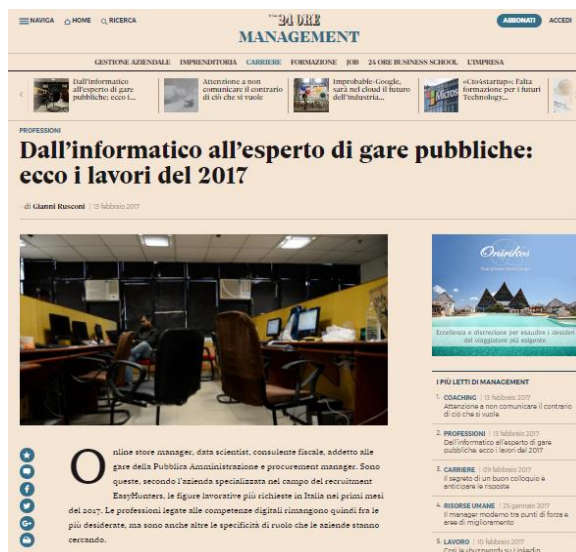 NAVIGA HOME RICERCA
24 ORE
ABBONATI ACCEDI
MANAGEMENT
GESTIONE AZIENDALE IMPRENDITORIA CARRIERE FORMAZIONE JOB 24 ORE BUSINESS SCHOOL L'IMPRESA
Dall'informatico
all'esperto di gare
pubbliche: ecco i...
Attenzione a non
comunicare il contrario
di ciò che si vuole
Improbable-Google,
sarà nel cloud il futuro
dell'industria...
Microsoft
«Cto4startup»: l'alta
formazione per i futuri
Technology...
PROFESSIONI
Dall'informatico all'esperto di gare pubbliche:
ecco i lavori del 2017
–di Gianni Rusconi | 13 febbraio 2017
Onirikos
Eccellenza e discrezione per esaudire i desideri
del viaggiatore più esigente.
I PIÙ LETTI DI MANAGEMENT
1. COACHING | 13 febbraio 2017
Attenzione a non comunicare il contrario
di ciò che si vuole
2. PROFESSIONI | 13 febbraio 2017
Dall'informatico all'esperto di gare
pubbliche: ecco i lavori del 2017
3. CARRIERE | 09 febbraio 2017
Il segreto di un buon colloquio è
anticipare le risposte
4. RISORSE UMANE | 25 gennaio 2017
Il manager moderno tra punti di forza e
aree di miglioramento
5. LAVORO | 10 febbraio 2017
Così le «buzzword» su Linkedin
Online store manager, data scientist, consulente fiscale, addetto alle
gare della Pubblica Amministrazione e procurement manager. Sono
queste, secondo l'azienda specializzata nel campo del recruitment
EasyHunters, le figure lavorative più richieste in Italia nei primi mesi
del 2017. Le professioni legate alle competenze digitali rimangono quindi fra le
più desiderate, ma sono anche altre le specificità di ruolo che le aziende stanno
cercando.